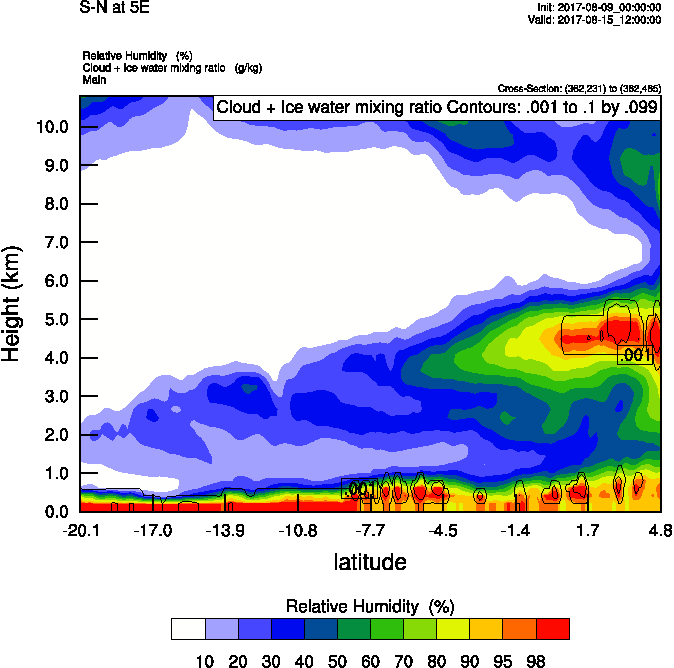 S-N at 5E
Init: 2017-08-09_00:00:00
Valid: 2017-08-15_12:00:00
Relative Humidity (%)
Cloud + Ice water mixing ratio (g/kg)
Main
Cross-Section: (362,231) to (362,485)
Cloud + Ice water mixing ratio Contours: .001 to .1 by .099
10.0
9.0
8.0
7.0
6.0
5.0
4.0
3.0
2.0
1.0
0.0
Height (km)
.001
.001
-20.1 -17.0 -13.9 -10.8 -7.7 -4.5 -1.4 1.7 4.8
latitude
Relative Humidity (%)
10 20 30 40 50 60 70 80 90 95 98